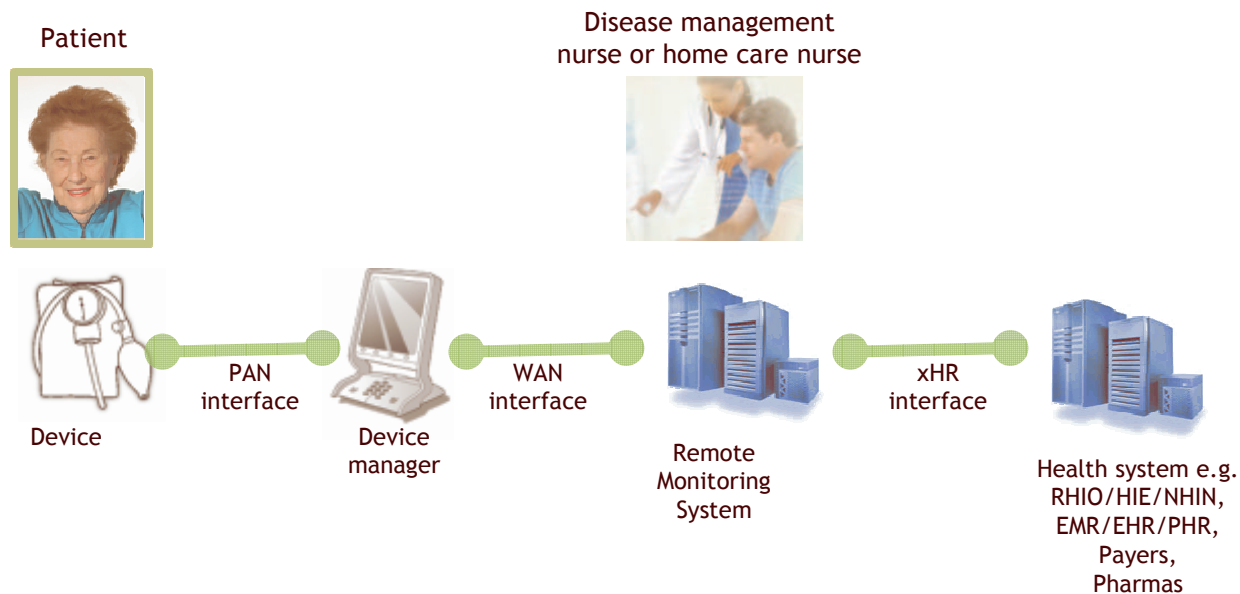 Patient
Disease management
nurse or home care nurse
PAN
interface
WAN
interface
xHR
interface
Device
Device
manager
Remote
Monitoring
System
Health system e.g.
RHIO/HIE/NHIN,
EMR/EHR/PHR,
Payers,
Pharmas